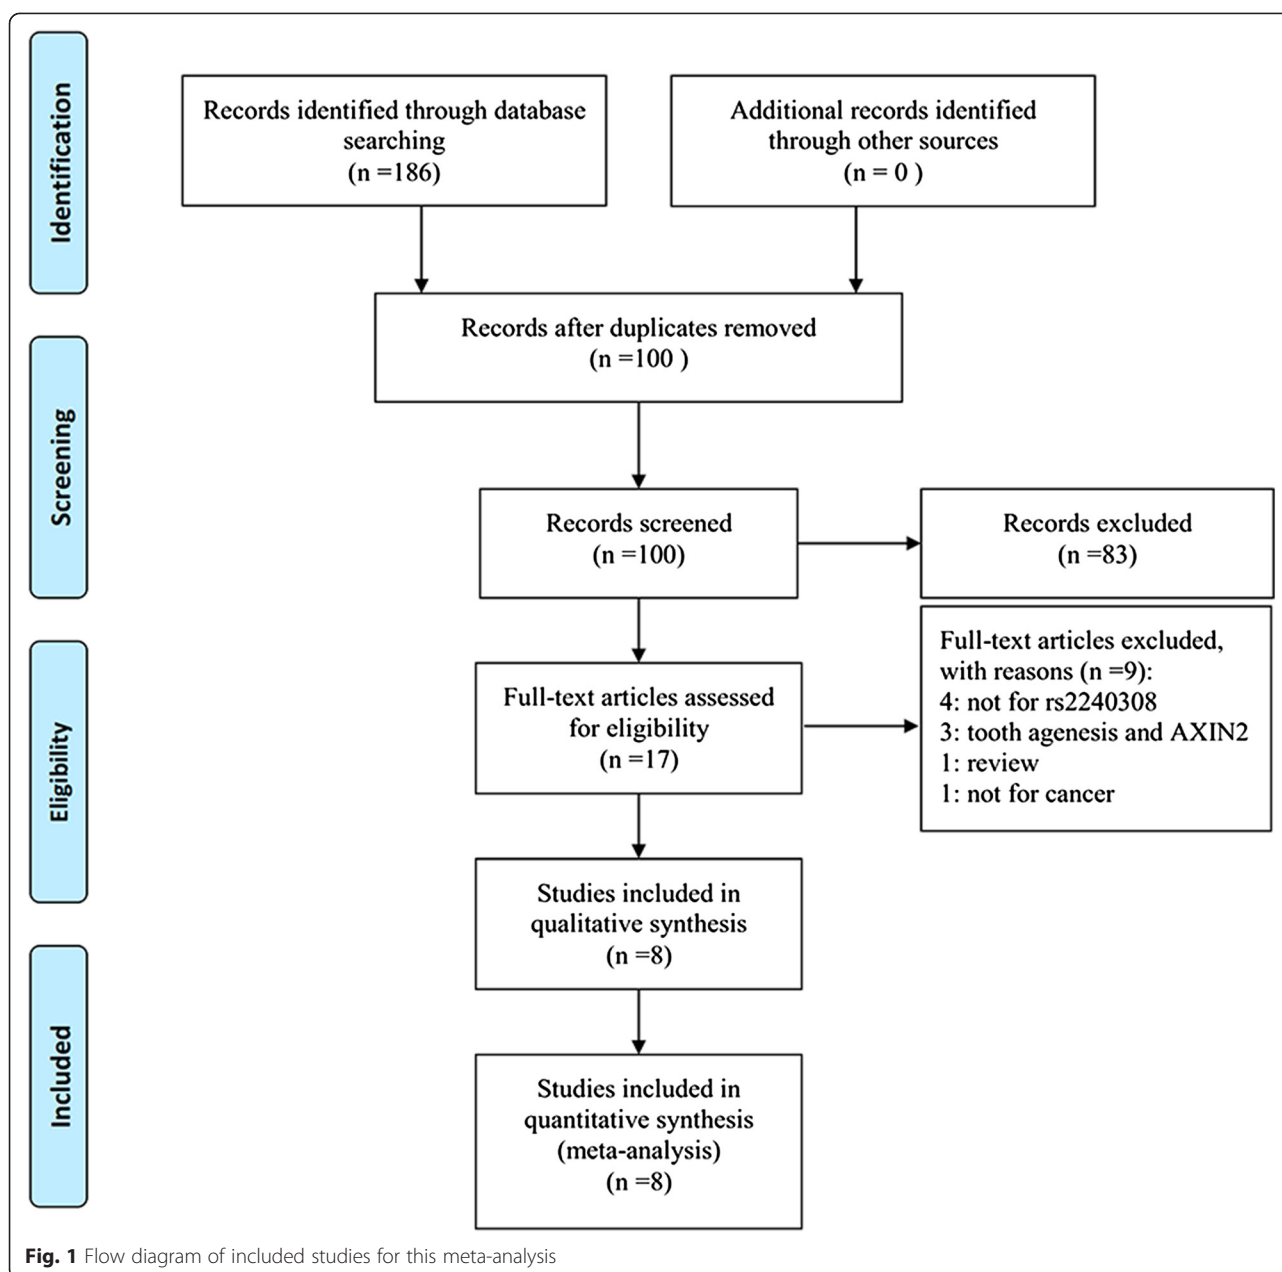 Identification
Records identified through database
searching
(n =186)
Additional records identified
through other sources
(n = 0 )
Records after duplicates removed
(n =100 )
Screening
Records screened
(n =100)
Records excluded
(n =83)
Eligibility
Full-text articles assessed
for eligibility
(n =17)
Full-text articles excluded,
with reasons (n =9):
4: not for rs2240308
3: tooth agenesis and AXIN2
1: review
1: not for cancer
Studies included in
qualitative synthesis
(n =8)
Included
Studies included in
quantitative synthesis
(meta-analysis)
(n =8)
Fig. 1 Flow diagram of included studies for this meta-analysis